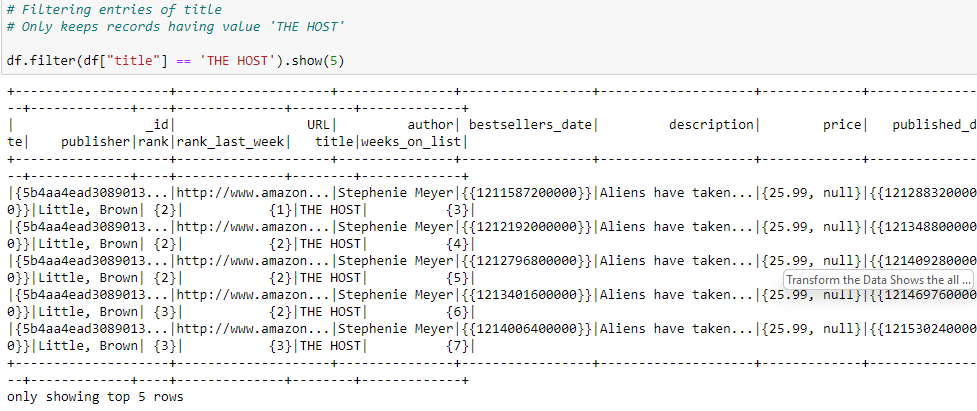 # Filtering entries of title
# Only keeps records having value 'THE HOST'
df.filter(df["title"] == 'THE HOST').show(5)
+--------------------+--------------------+---------------+-----------------+--------------------+-------------+--------------
--+-------------+----+--------------+--------+-------------+
|                 _id|                 URL|         author| bestsellers_date|         description|        price|   published_d
te|    publisher|rank|rank_last_week|   title|weeks_on_list|
+--------------------+--------------------+---------------+-----------------+--------------------+-------------+--------------
--+-------------+----+--------------+--------+-------------+
|{5b4aa4ead3089013...|http://www.amazon...|Stephenie Meyer|{{1211587200000}}|Aliens have taken...|{25.99, null}|{{121288320000
0}}|Little, Brown| {2}|           {1}|THE HOST|          {3}|
|{5b4aa4ead3089013...|http://www.amazon...|Stephenie Meyer|{{1212192000000}}|Aliens have taken...|{25.99, null}|{{121348800000
0}}|Little, Brown| {2}|           {2}|THE HOST|          {4}|
|{5b4aa4ead3089013...|http://www.amazon...|Stephenie Meyer|{{1212796800000}}|Aliens have taken...|{25.99, null}|{{121409280000
0}}|Little, Brown| {2}|           {2}|THE HOST|          {5}|
Transform the Data Shows the all ...
|{5b4aa4ead3089013...|http://www.amazon...|Stephenie Meyer|{{1213401600000}}|Aliens have taken...|{25.99, null}|{{121469760000
0}}|Little, Brown| {3}|           {2}|THE HOST|          {6}|
|{5b4aa4ead3089013...|http://www.amazon...|Stephenie Meyer|{{1214006400000}}|Aliens have taken...|{25.99, null}|{{121530240000
0}}|Little, Brown| {3}|           {3}|THE HOST|          {7}|
+--------------------+--------------------+---------------+-----------------+--------------------+-------------+--------------
--+-------------+----+--------------+--------+-------------+
only showing top 5 rows